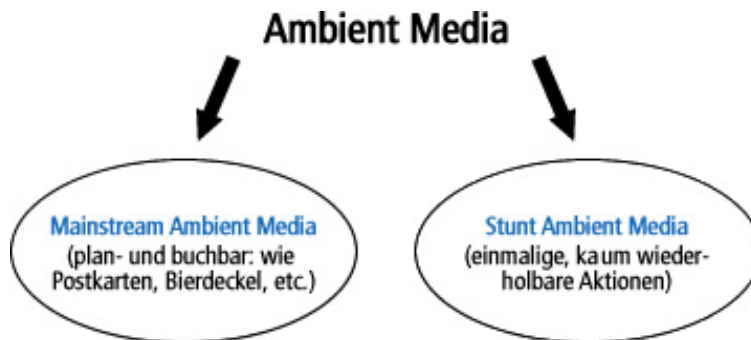 Ambient Media
Mainstream Ambient Media
(plan- und buchbar: wie
Postkarten, Bierdeckel, etc.)
Stunt Ambient Media
(einmalige, kaum wieder-
holbare Aktionen)